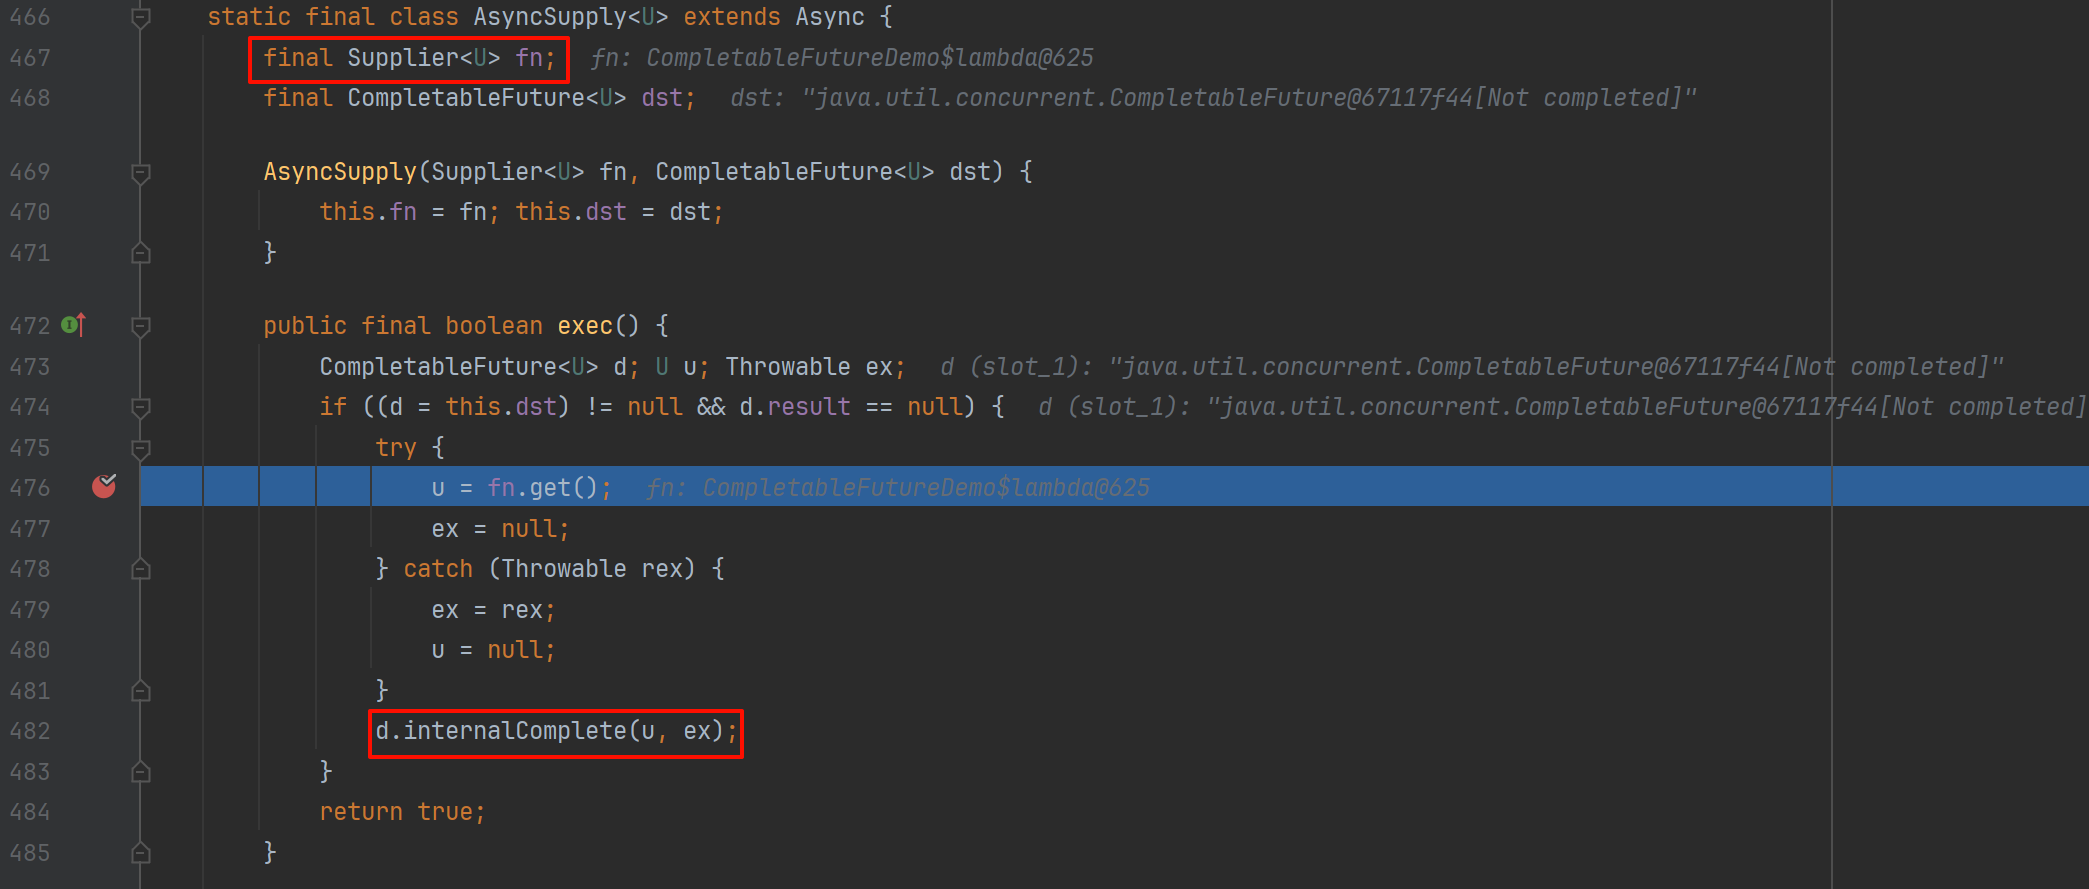 466 static final class AsyncSupply<U> extends Async {
467 final Supplier<U> fn; fn: CompletableFutureDemo$lambda@625
468 final CompletableFuture<U> dst; dst: "java.util.concurrent.CompletableFuture@67117f44[Not completed]"
469 AsyncSupply(Supplier<U> fn, CompletableFuture<U> dst) {
470 this.fn = fn; this.dst = dst;
471 }
472 public final boolean exec() {
473 CompletableFuture<U> d; U u; Throwable ex; d (slot_1): "java.util.concurrent.CompletableFuture@67117f44[Not completed]"
474 if ((d = this.dst) != null && d.result == null) { d (slot_1): "java.util.concurrent.CompletableFuture@67117f44[Not completed]
475 try {
476 u = fn.get(); fn: CompletableFutureDemo$lambda@625
477 ex = null;
478 } catch (Throwable rex) {
479 ex = rex;
480 u = null;
481 }
482 d.internalComplete(u, ex);
483 }
484 return true;
485 }